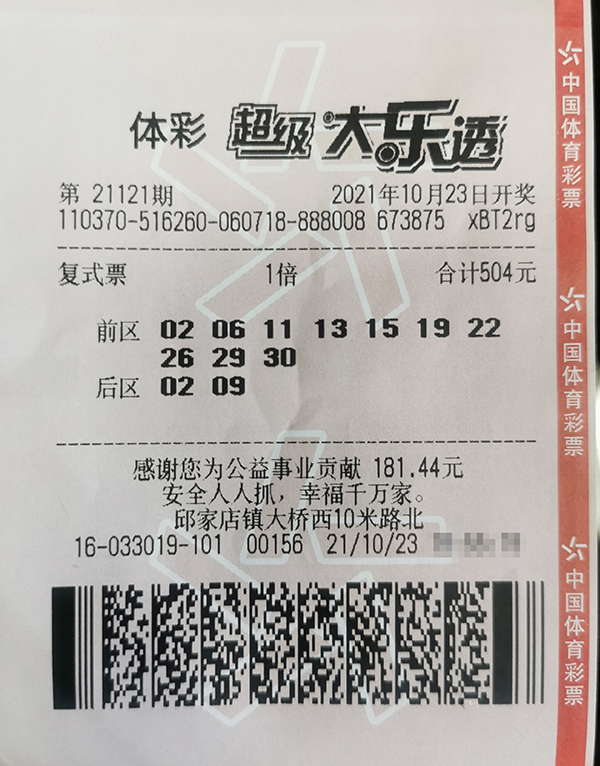 体彩 超级大乐透
第 21121期 2021年10月23日开奖
110370-516260-060718-888008 673875 xBT2rg
复式票 1倍 合计504元
前区 02 06 11 13 15 19 22
26 29 30
后区 02 09
感谢您为公益事业贡献 181.44元
安全人人抓，幸福千万家。
邱家店镇大桥西10米路北
16-033019-101 00156 21/10/23
中国体育彩票
中国体育彩票
中国体育彩票